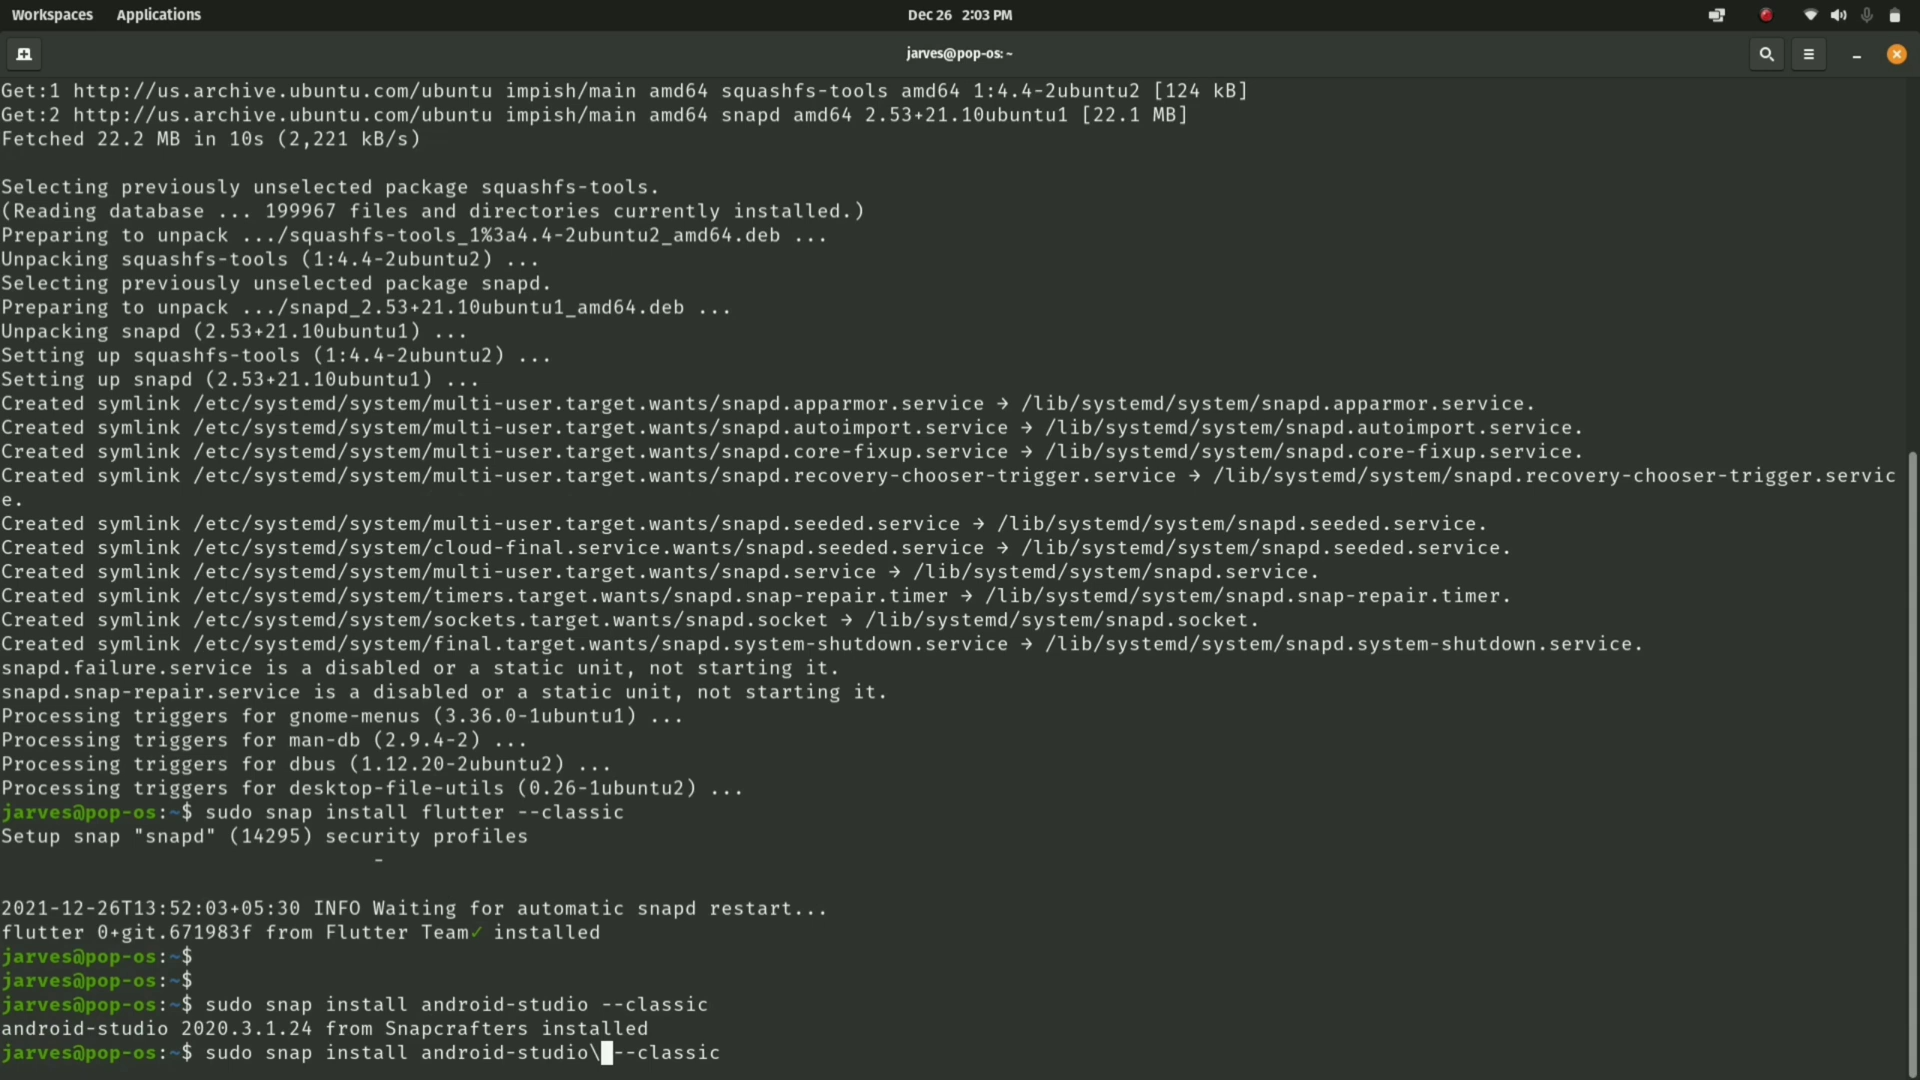 Workspaces Applications Dec 26 2:03 PM
jarves@pop-os: ~
Get:1 http://us.archive.ubuntu.com/ubuntu impish/main amd64 squashfs-tools amd64 1:4.4-2ubuntu2 [124 kB]
Get:2 http://us.archive.ubuntu.com/ubuntu impish/main amd64 snapd amd64 2.53+21.10ubuntu1 [22.1 MB]
Fetched 22.2 MB in 10s (2,221 kB/s)
Selecting previously unselected package squashfs-tools.
(Reading database ... 199967 files and directories currently installed.)
Preparing to unpack .../squashfs-tools_1%3a4.4-2ubuntu2_amd64.deb ...
Unpacking squashfs-tools (1:4.4-2ubuntu2) ...
Selecting previously unselected package snapd.
Preparing to unpack .../snapd_2.53+21.10ubuntu1_amd64.deb ...
Unpacking snapd (2.53+21.10ubuntu1) ...
Setting up squashfs-tools (1:4.4-2ubuntu2) ...
Setting up snapd (2.53+21.10ubuntu1) ...
Created symlink /etc/systemd/system/multi-user.target.wants/snapd.apparmor.service → /lib/systemd/system/snapd.apparmor.service.
Created symlink /etc/systemd/system/multi-user.target.wants/snapd.autoimport.service → /lib/systemd/system/snapd.autoimport.service.
Created symlink /etc/systemd/system/multi-user.target.wants/snapd.core-fixup.service → /lib/systemd/system/snapd.core-fixup.service.
Created symlink /etc/systemd/system/multi-user.target.wants/snapd.recovery-chooser-trigger.service → /lib/systemd/system/snapd.recovery-chooser-trigger.servic
e.
Created symlink /etc/systemd/system/multi-user.target.wants/snapd.seeded.service → /lib/systemd/system/snapd.seeded.service.
Created symlink /etc/systemd/system/cloud-final.service.wants/snapd.seeded.service → /lib/systemd/system/snapd.seeded.service.
Created symlink /etc/systemd/system/multi-user.target.wants/snapd.service → /lib/systemd/system/snapd.service.
Created symlink /etc/systemd/system/timers.target.wants/snapd.snap-repair.timer → /lib/systemd/system/snapd.snap-repair.timer.
Created symlink /etc/systemd/system/sockets.target.wants/snapd.socket → /lib/systemd/system/snapd.socket.
Created symlink /etc/systemd/system/final.target.wants/snapd.system-shutdown.service → /lib/systemd/system/snapd.system-shutdown.service.
snapd.failure.service is a disabled or a static unit, not starting it.
snapd.snap-repair.service is a disabled or a static unit, not starting it.
Processing triggers for gnome-menus (3.36.0-1ubuntu1) ...
Processing triggers for man-db (2.9.4-2) ...
Processing triggers for dbus (1.12.20-2ubuntu2) ...
Processing triggers for desktop-file-utils (0.26-1ubuntu2) ...
jarves@pop-os:~$ sudo snap install flutter --classic
Setup snap "snapd" (14295) security profiles
-
2021-12-26T13:52:03+05:30 INFO Waiting for automatic snapd restart...
flutter 0+git.671983f from Flutter Team✓ installed
jarves@pop-os:~$
jarves@pop-os:~$
jarves@pop-os:~$ sudo snap install android-studio --classic
android-studio 2020.3.1.24 from Snapcrafters installed
jarves@pop-os:~$ sudo snap install android-studio\ --classic